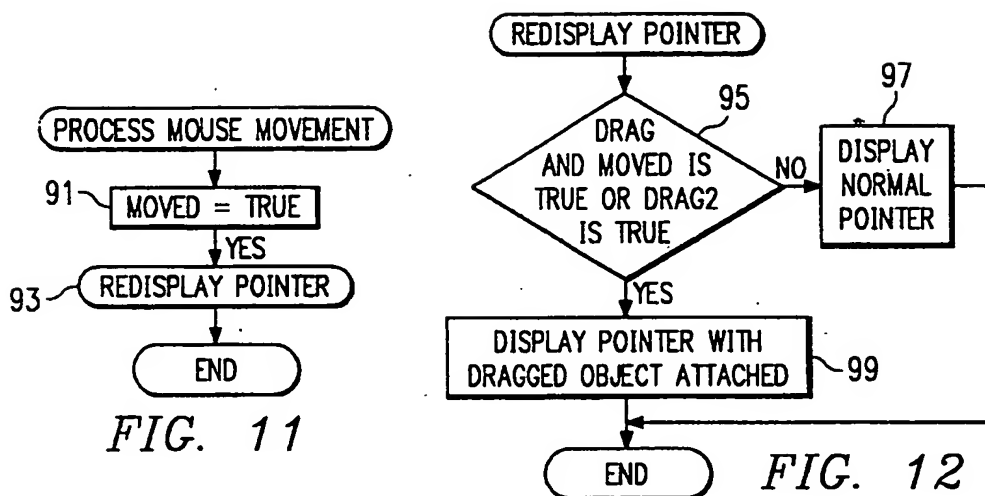 PROCESS MOUSE MOVEMENT
91
MOVED = TRUE
YES
93
REDISPLAY POINTER
END
FIG. 11
REDISPLAY POINTER
95
DRAG
AND MOVED IS
TRUE OR DRAG2
IS TRUE
NO
97
DISPLAY
NORMAL
POINTER
YES
DISPLAY POINTER WITH
DRAGGED OBJECT ATTACHED
99
END
FIG. 12